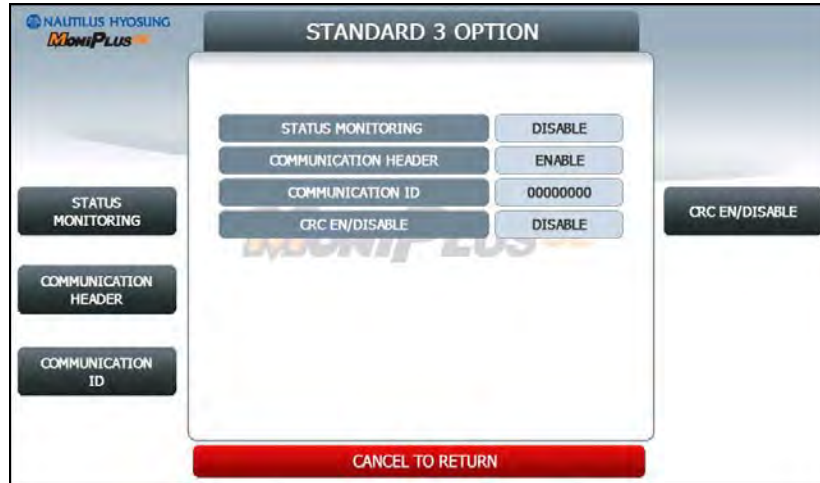 NAUTILUS HYOSUNG
MONIPLUS
STANDARD 3 OPTION
STATUS MONITORING DISABLE
COMMUNICATION HEADER ENABLE
COMMUNICATION ID 00000000
CRC EN/DISABLE DISABLE
STATUS
MONITORING
COMMUNICATION
HEADER
COMMUNICATION
ID
CRC EN/DISABLE
MONIPLUS
CANCEL TO RETURN